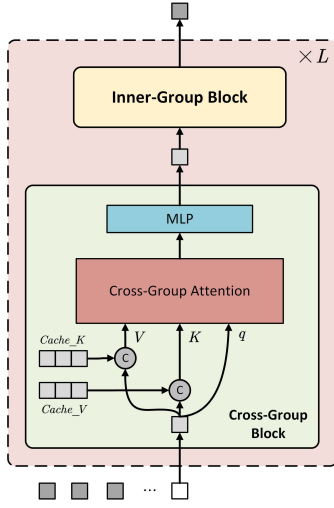 × L
Inner-Group Block
MLP
Cross-Group Attention
V
K
q
Cache_K
C
Cache_V
C
Cross-Group
Block
...